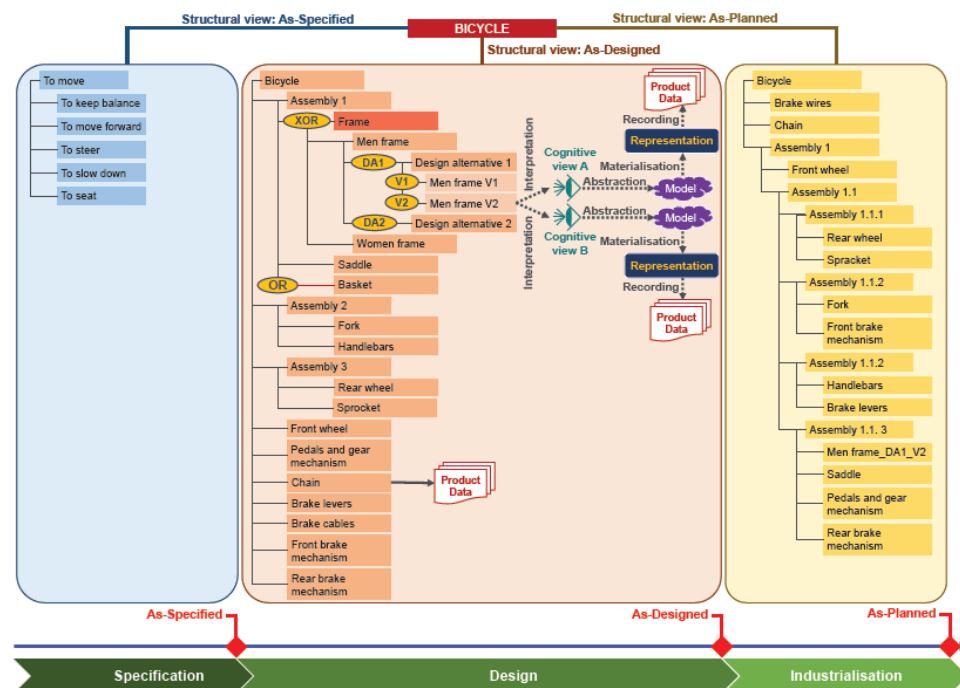 Structural view: As-Specified
Structural view: As-Planned
BICYCLE
Structural view: As-Designed
To move
To keep balance
To move forward
To steer
To slow down
To seat
Bicycle
Assembly 1
XOR
Frame
Men frame
DA1
Design alternative 1
V1
Men frame V1
V2
Men frame V2
DA2
Design alternative 2
Women frame
Saddle
OR
Basket
Assembly 2
Fork
Handlebars
Assembly 3
Rear wheel
Sprocket
Front wheel
Pedals and gear
mechanism
Chain
Brake levers
Brake cables
Front brake
mechanism
Rear brake
mechanism
Product
Data
Interpretation
Interpretation
Cognitive
view A
Abstraction
Model
Materialisation
Representation
Recording
Product
Data
Abstraction
Model
Cognitive
view B
Materialisation
Representation
Recording
Product
Data
Bicycle
Brake wires
Chain
Assembly 1
Front wheel
Assembly 1.1
Assembly 1.1.1
Rear wheel
Spracket
Assembly 1.1.2
Fork
Front brake
mechanism
Assembly 1.1.2
Handlebars
Brake levers
Assembly 1.1. 3
Men frame_DA1_V2
Saddle
Pedals and gear
mechanism
Rear brake
mechanism
As-Specified
As-Designed
As-Planned
Specification
Design
Industrialisation